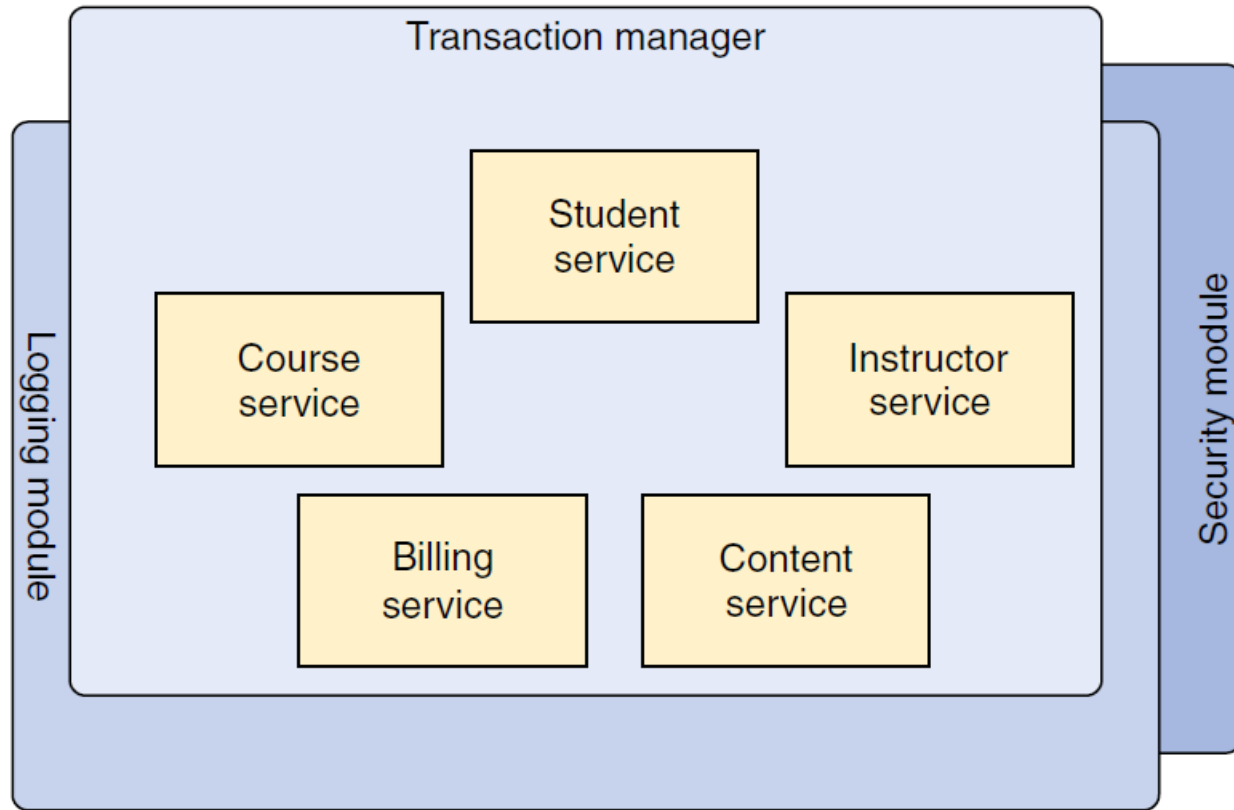 Transaction manager
Student
service
Course
service
Instructor
service
Billing
service
Content
service
Logging module
Security module